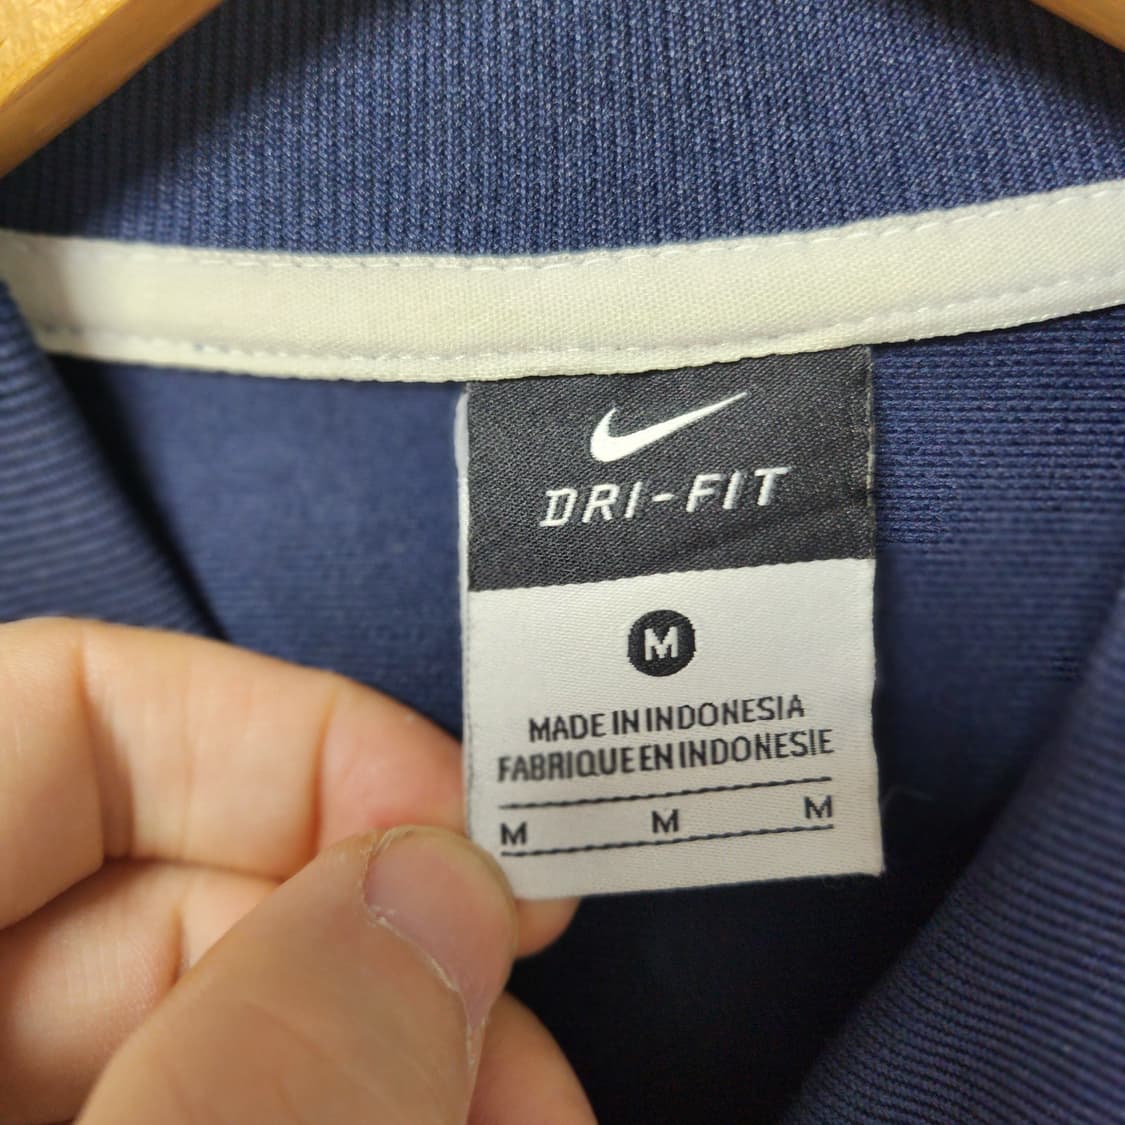 DRI-FIT
M
MADE IN INDONESIA
FABRIQUE EN INDONESIE
M M M